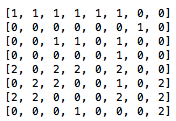 [1, 1, 1, 1, 1, 1, 0, 0]
[0, 0, 0, 0, 0, 0, 1, 0]
[0, 0, 1, 1, 0, 1, 0, 0]
[0, 0, 0, 0, 0, 1, 0, 0]
[2, 0, 2, 2, 0, 2, 0, 0]
[0, 2, 2, 0, 0, 1, 0, 2]
[2, 2, 0, 0, 0, 2, 0, 2]
[0, 0, 0, 1, 0, 0, 0, 2]